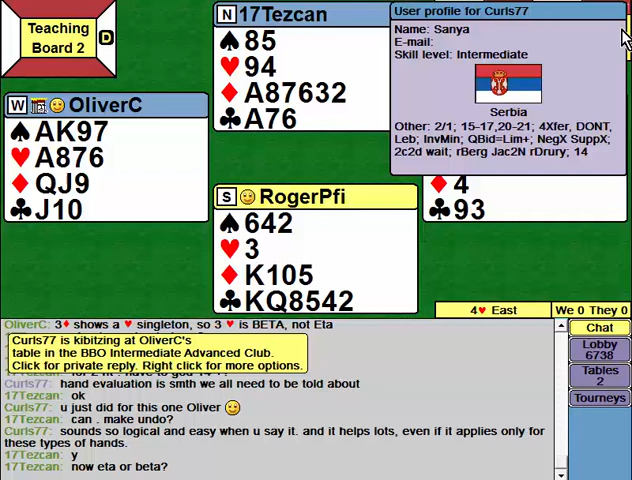 Teaching
Board 2
D
N 17Tezcan
♠ 85
♥ 94
♦ A87632
♣ A76
User profile for Curls77
Name: Sanya
E-mail:
Skill level: Intermediate
Serbia
Other: 2/1; 15-17,20-21; 4Xfer, DONT,
Leb; InvMin; QBid=Lim+; NegX SuppX;
2c2d wait; rBerg Jac2N rDrury; 14
W OliverC
♠ AK97
♥ A876
♦ QJ9
♣ J10
♦ 4
♣ 93
S RogerPfi
♠ 642
♥ 3
♦ K105
♣ KQ8542
4♥ East
We 0 They 0
OliverC: 3♦ shows a ♥ singleton, so 3 ♥ is BETA, not Eta
Curls77 is kibitzing at OliverC's
table in the BBO Intermediate Advanced Club.
Click for private reply. Right click for more options.
Curls77: hand evaluation is smth we all need to be told about
17Tezcan: ok
Curls77: u just did for this one Oliver
17Tezcan: can . make undo?
Curls77: sounds so logical and easy when u say it. and it helps lots, even if it applies only for
these types of hands.
17Tezcan: y
17Tezcan: now eta or beta?
Chat
Lobby
6738
Tables
2
Tourneys